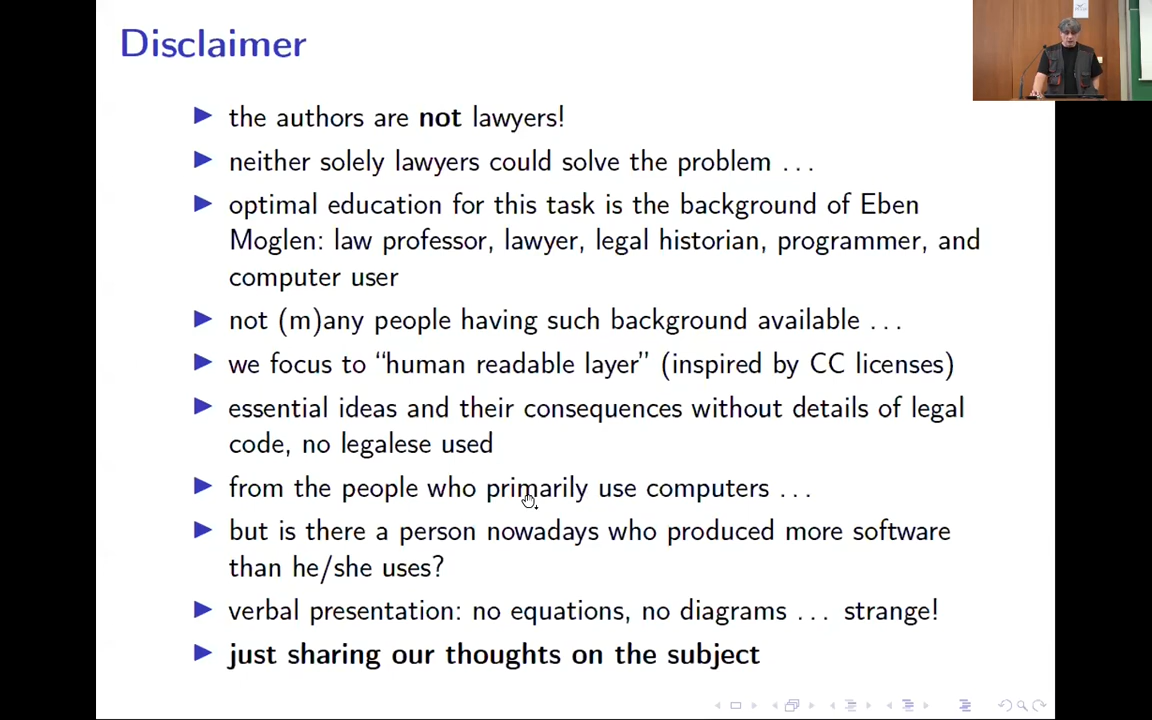 Disclaimer
▶ the authors are not lawyers!
▶ neither solely lawyers could solve the problem ...
▶ optimal education for this task is the background of Eben
Moglen: law professor, lawyer, legal historian, programmer, and
computer user
▶ not (m)any people having such background available ...
▶ we focus to “human readable layer” (inspired by CC licenses)
▶ essential ideas and their consequences without details of legal
code, no legalese used
▶ from the people who primarily use computers ...
▶ but is there a person nowadays who produced more software
than he/she uses?
▶ verbal presentation: no equations, no diagrams ... strange!
▶ just sharing our thoughts on the subject